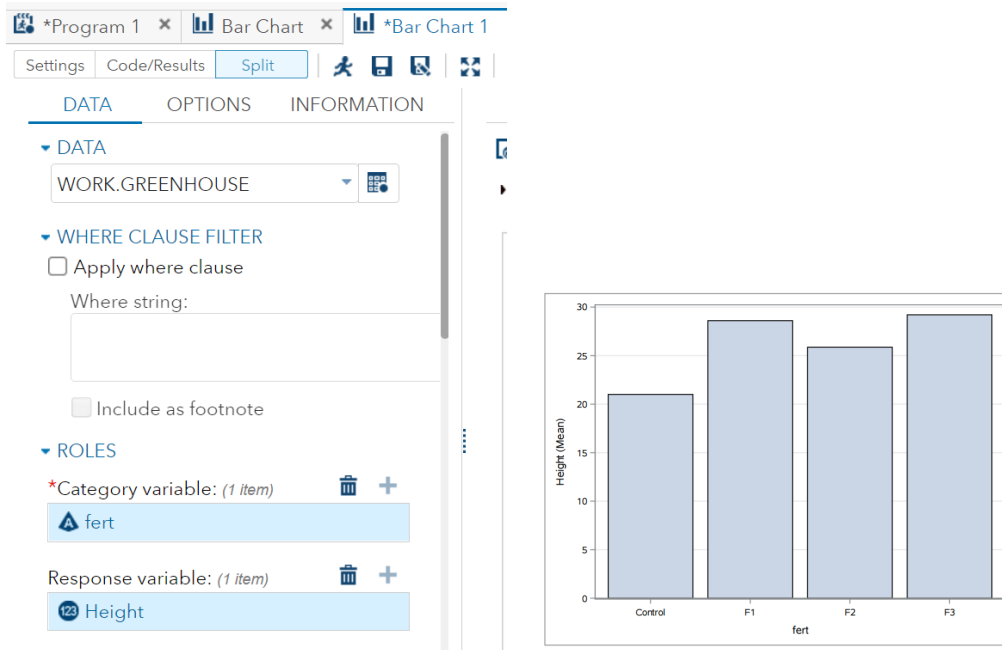 *Program 1 × Bar Chart × *Bar Chart 1
Settings Code/Results Split
DATA OPTIONS INFORMATION
DATA
WORK.GREENHOUSE
WHERE CLAUSE FILTER
Apply where clause
Where string:
Include as footnote
ROLES
*Category variable: (1 item)
A fert
Response variable: (1 item)
123 Height
30
25
20
15
10
5
0
Height (Mean)
Control F1 F2 F3
fert